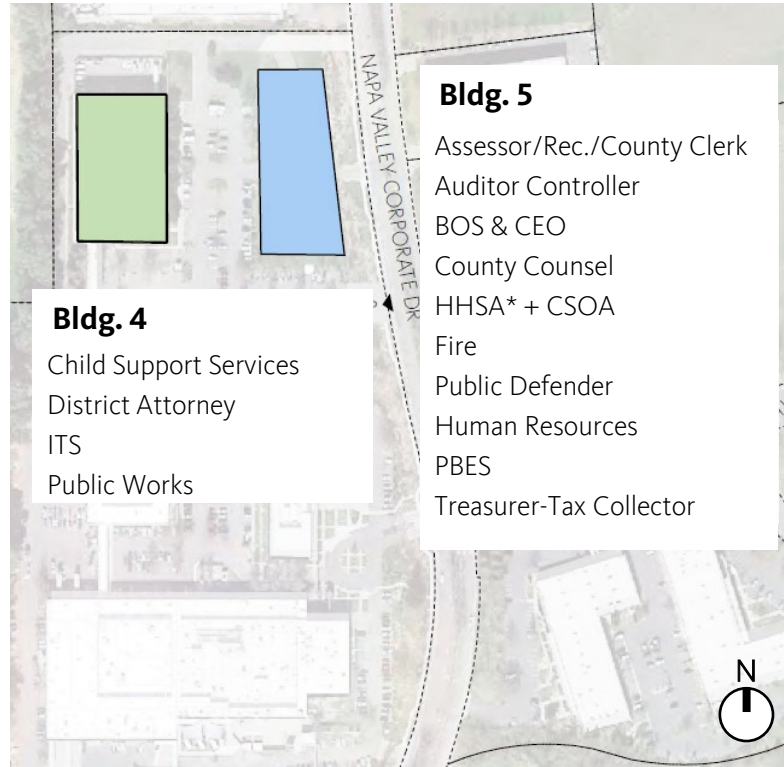 NAPA VALLEY CORPORATE DR
Bldg. 5
Assessor/Rec./County Clerk
Auditor Controller
BOS & CEO
County Counsel
HHSA* + CSOA
Fire
Public Defender
Human Resources
PBES
Treasurer-Tax Collector
Bldg. 4
Child Support Services
District Attorney
ITS
Public Works
N